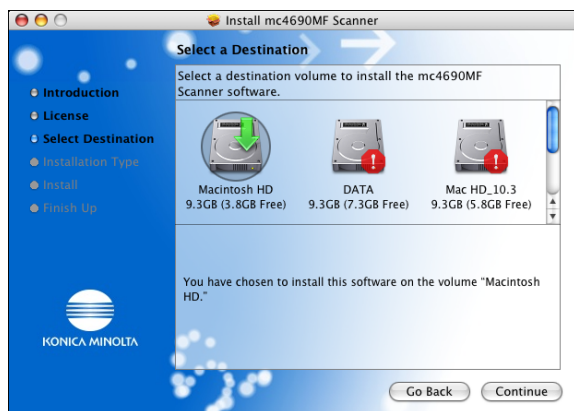 Install mc4690MF Scanner
Select a Destination
Introduction
License
Select Destination
Installation Type
Install
Finish Up
Select a destination volume to install the mc4690MF
Scanner software.
Macintosh HD
9.3GB (3.8GB Free)
DATA
9.3GB (7.3GB Free)
Mac HD_10.3
9.3GB (5.8GB Free)
You have chosen to install this software on the volume "Macintosh
HD."
KONICA MINOLTA
Go Back
Continue